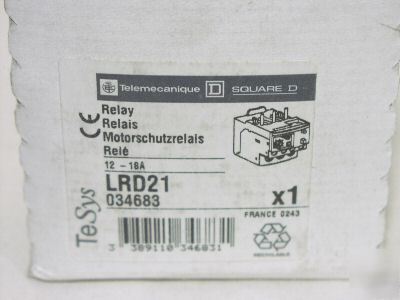 Telemecanique D SQUARE D
CE
Relay
Relais
Motorschutzrelais
Relé
12 - 18A
LRD21
034683
x1
FRANCE 0243
TeSys
3 389110 346831